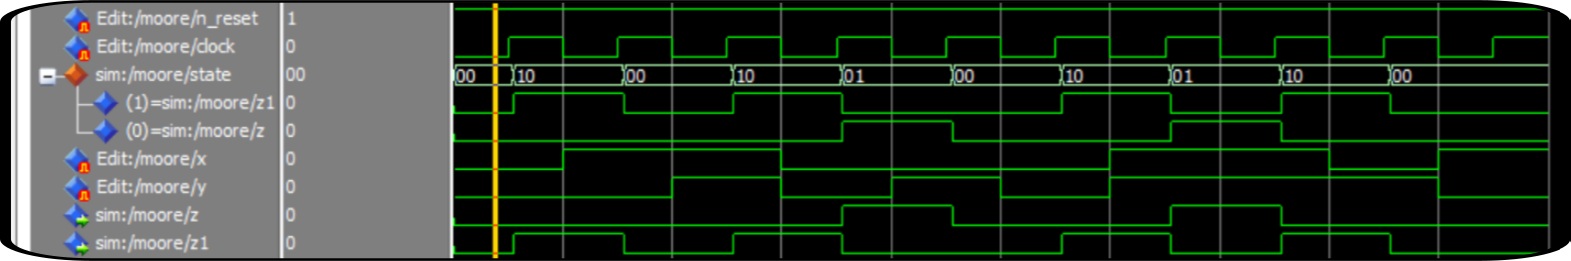 Edit:/moore/n_reset 1
Edit:/moore/clock 0
sim:/moore/state 00 00 10 00 10 01 00 10 01 10 00
(1)=sim:/moore/z1 0
(0)=sim:/moore/z 0
Edit:/moore/x 0
Edit:/moore/y 0
sim:/moore/z 0
sim:/moore/z1 0